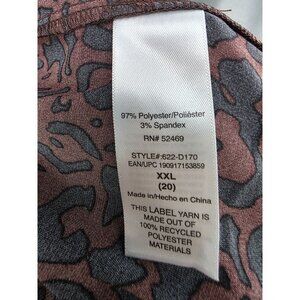 97% Polyester/Poliéster
3% Spandex
RN# 52469
STYLE#:622-D170
EAN/UPC 190917153859
XXL
(20)
Made in/Hecho en China
THIS LABEL YARN IS
MADE OUT OF
100% RECYCLED
POLYESTER
MATERIALS